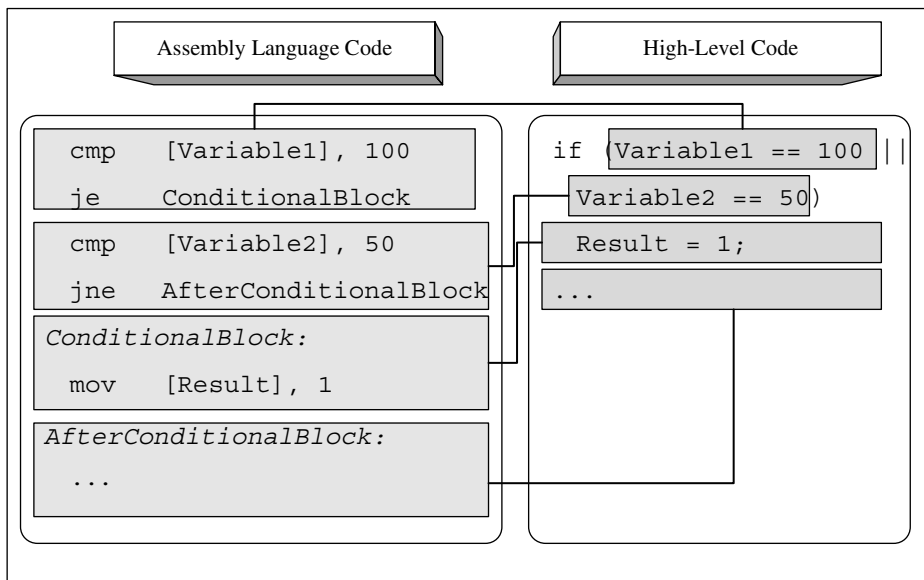 Assembly Language Code
High-Level Code
cmp [Variable1], 100
je ConditionalBlock
cmp [Variable2], 50
jne AfterConditionalBlock
ConditionalBlock:
mov [Result], 1
AfterConditionalBlock:
...
if (Variable1 == 100 ||
Variable2 == 50)
Result = 1;
...